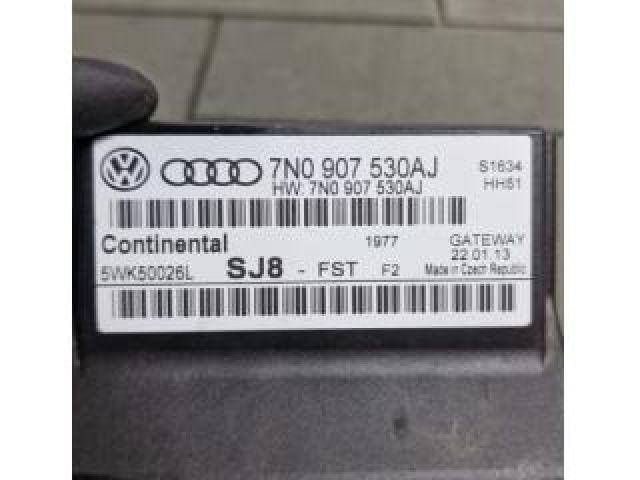 7N0 907 530AJ S1634
HW: 7N0 907 530AJ HH51
Continental 1977 GATEWAY
5WK50026L SJ8 - FST F2 22.01.13
Made in Czech Republic